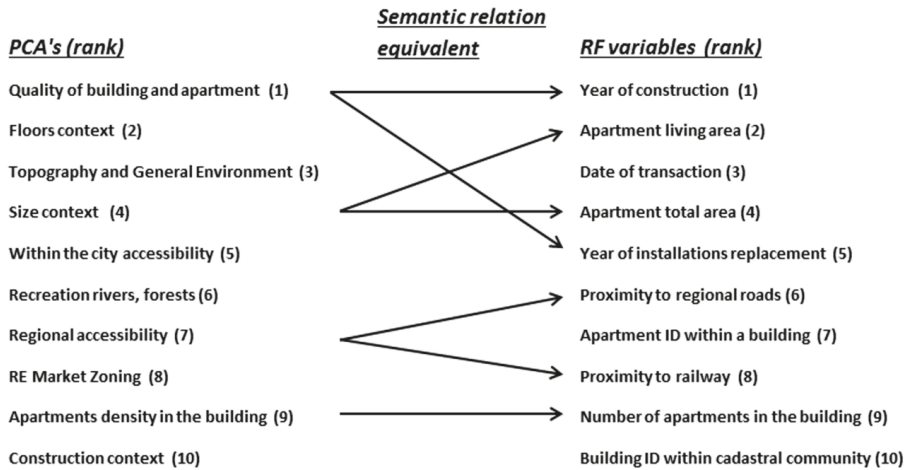 Semantic relation
equivalent
PCA's (rank)
RF variables (rank)
Quality of building and apartment (1)
Year of construction (1)
Floors context (2)
Apartment living area (2)
Topography and General Environment (3)
Date of transaction (3)
Size context (4)
Apartment total area (4)
Within the city accessibility (5)
Year of installations replacement (5)
Recreation rivers, forests (6)
Proximity to regional roads (6)
Regional accessibility (7)
Apartment ID within a building (7)
RE Market Zoning (8)
Proximity to railway (8)
Apartments density in the building (9)
Number of apartments in the building (9)
Construction context (10)
Building ID within cadastral community (10)